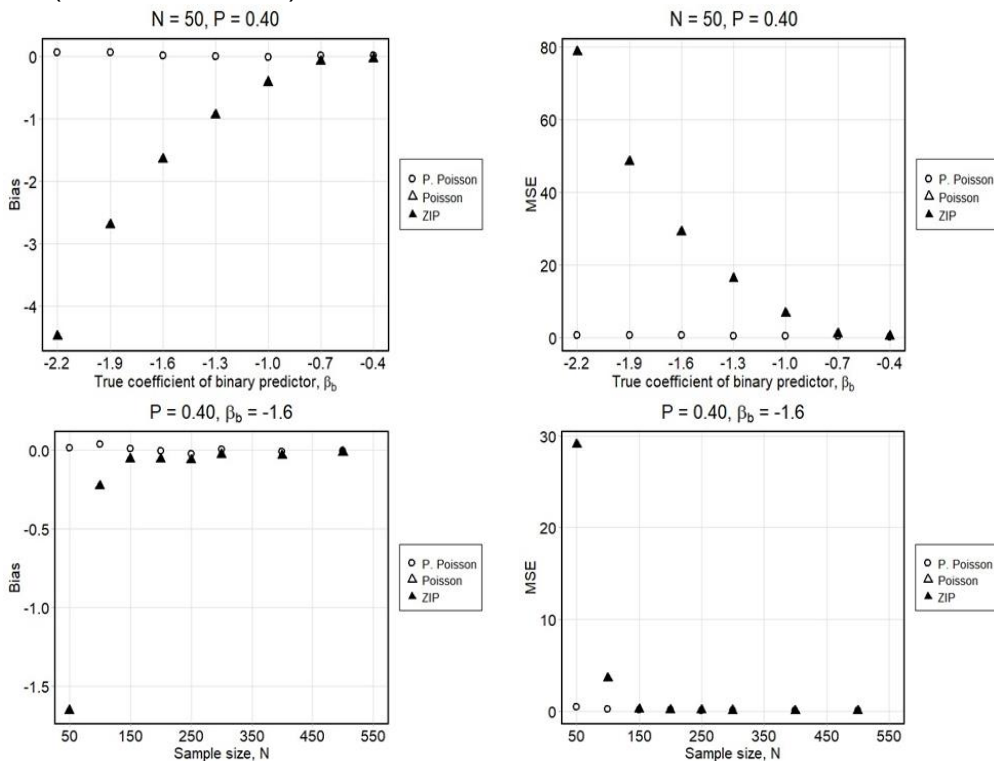 N = 50, P = 0.40
0
-1
-2
-3
-4
Bias
-2.2 -1.9 -1.6 -1.3 -1.0 -0.7 -0.4
True coefficient of binary predictor, βb
P. Poisson
Poisson
ZIP
N = 50, P = 0.40
80
60
40
20
0
MSE
-2.2 -1.9 -1.6 -1.3 -1.0 -0.7 -0.4
True coefficient of binary predictor, βb
P. Poisson
Poisson
ZIP
P = 0.40, βb = -1.6
0.0
-0.5
-1.0
-1.5
Bias
50 150 250 350 450 550
Sample size, N
P. Poisson
Poisson
ZIP
P = 0.40, βb = -1.6
30
20
10
0
MSE
50 150 250 350 450 550
Sample size, N
P. Poisson
Poisson
ZIP